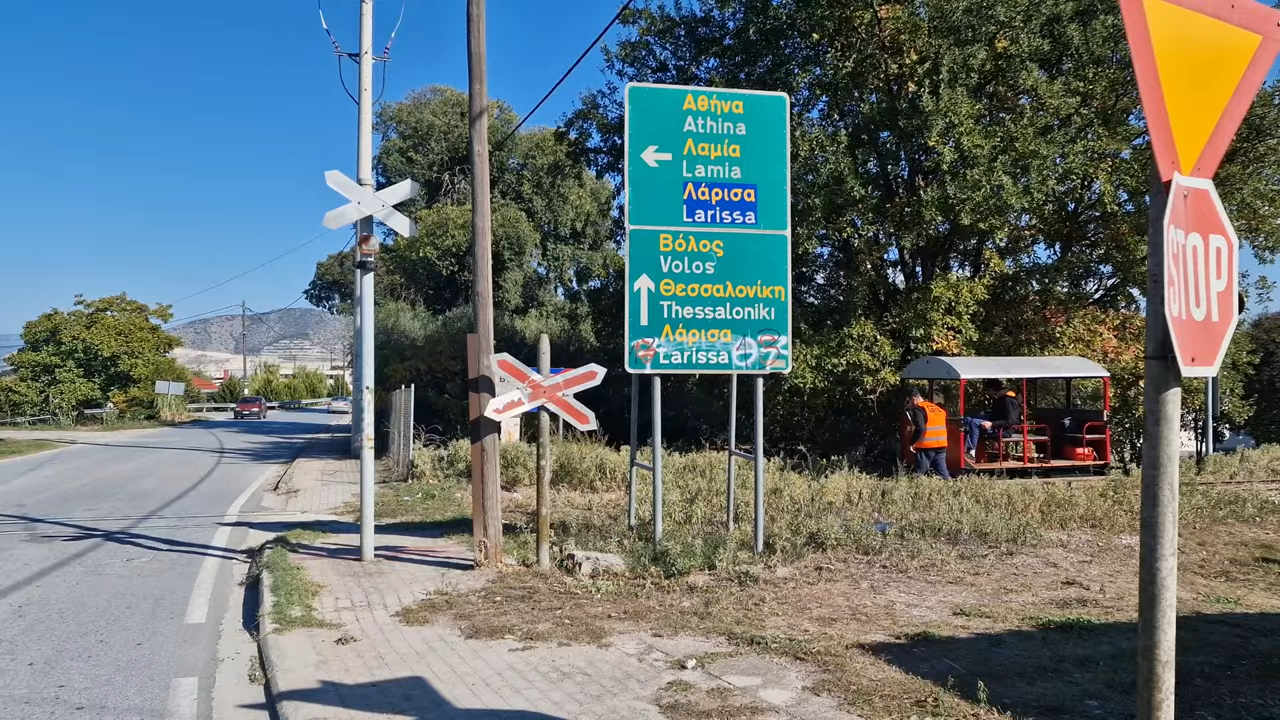 Αθήνα
Athina
Λαμία
Lamia
Λάρισα
Larissa
Βόλος
Volos
Θεσσαλονίκη
Thessaloniki
Λάρισα
Larissa
STOP